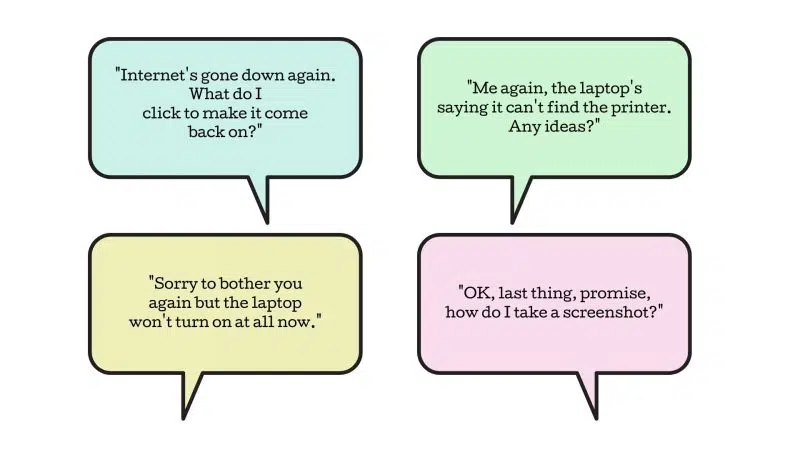 "Internet's gone down again.
What do I
click to make it come
back on?"
"Me again, the laptop's
saying it can't find the printer.
Any ideas?"
"Sorry to bother you
again but the laptop
won't turn on at all now."
"OK, last thing, promise,
how do I take a screenshot?"